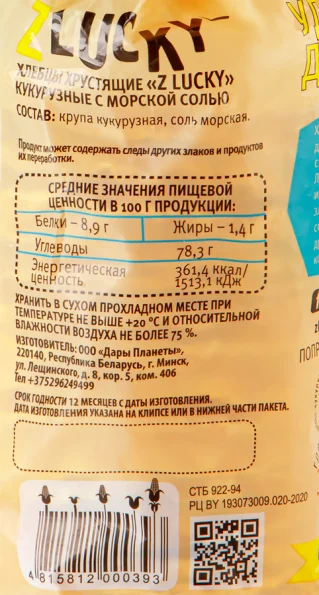 Z LUCKY
ХЛЕБЦЫ ХРУСТЯЩИЕ «Z LUCKY»
КУКУРУЗНЫЕ С МОРСКОЙ СОЛЬЮ
СОСТАВ: крупа кукурузная, соль морская.
Продукт может содержать следы других злаков и продуктов
их переработки.
СРЕДНИЕ ЗНАЧЕНИЯ ПИЩЕВОЙ
ЦЕННОСТИ В 100 Г ПРОДУКЦИИ:
Белки – 8,9 г Жиры – 1,4 г
Углеводы 78,3 г
Энергетическая 361,4 ккал/
ценность 1513,1 кДж
ХРАНИТЬ В СУХОМ ПРОХЛАДНОМ МЕСТЕ ПРИ
ТЕМПЕРАТУРЕ НЕ ВЫШЕ +20 °С И ОТНОСИТЕЛЬНОЙ
ВЛАЖНОСТИ ВОЗДУХА НЕ БОЛЕЕ 75 %.
ИЗГОТОВИТЕЛЬ: ООО «Дары Планеты»,
220140, Республика Беларусь, г. Минск,
ул. Лещинского, д. 8, кор. 5, ком. 406
Тел +375296249499
СРОК ГОДНОСТИ 12 МЕСЯЦЕВ С ДАТЫ ИЗГОТОВЛЕНИЯ.
ДАТА ИЗГОТОВЛЕНИЯ УКАЗАНА НА КЛИПСЕ ИЛИ В НИЖНЕЙ ЧАСТИ ПАКЕТА.
СТБ 922-94
РЦ BY 193073009.020-2020
4 815812 000393